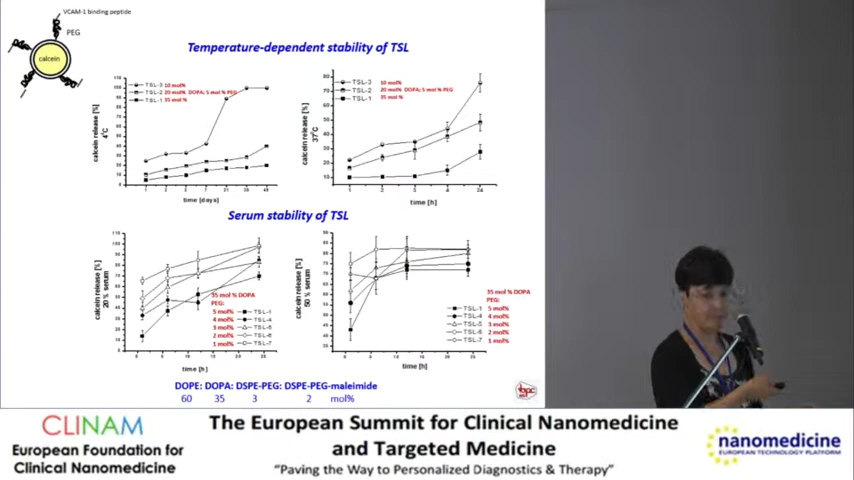 VCAM-1 binding peptide
PEG
calcein
Temperature-dependent stability of TSL
TSL-3 10 mol%
TSL-2 20 mol% DOPA; 5 mol % PEG
TSL-1 35 mol%
calcein release [%]
4°C
time [days]
TSL-3 10 mol%
TSL-2 20 mol% DOPA; 5 mol % PEG
TSL-1 35 mol %
calcein release [%]
37°C
1 2 3 4 24
time [h]
Serum stability of TSL
calcein release [%]
20 % serum
35 mol % DOPA
PEG:
5 mol% TSL-1
4 mol% TSL-4
3 mol% TSL-5
2 mol% TSL-6
1 mol% TSL-7
time [h]
calcein release [%]
50 % serum
35 mol % DOPA
PEG:
TSL-1 5 mol%
TSL-4 4 mol%
TSL-5 3 mol%
TSL-6 2 mol%
TSL-7 1 mol%
time [h]
DOPE: DOPA: DSPE-PEG: DSPE-PEG-maleimide
60 35 3 2 mol%
CLINAM
European Foundation for
Clinical Nanomedicine
The European Summit for Clinical Nanomedicine
and Targeted Medicine
“Paving the Way to Personalized Diagnostics & Therapy”
nanomedicine
EUROPEAN TECHNOLOGY PLATFORM